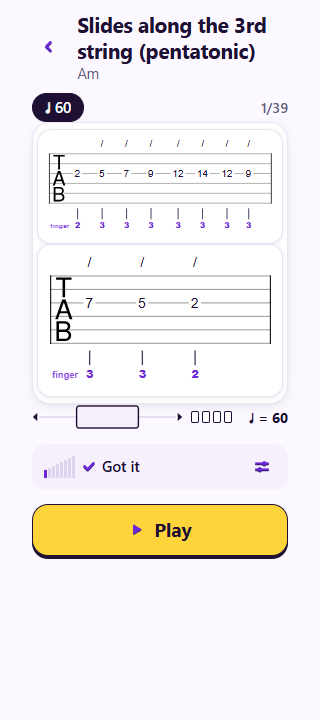 Slides along the 3rd
string (pentatonic)
Am
♩ 60
1/39
/ / / / / / /
TAB 2 5 7 9 12 14 12 9
finger 2 3 3 3 3 3 3 3
/ / /
TAB 7 5 2
finger 3 3 2
♩ = 60
Got it
Play